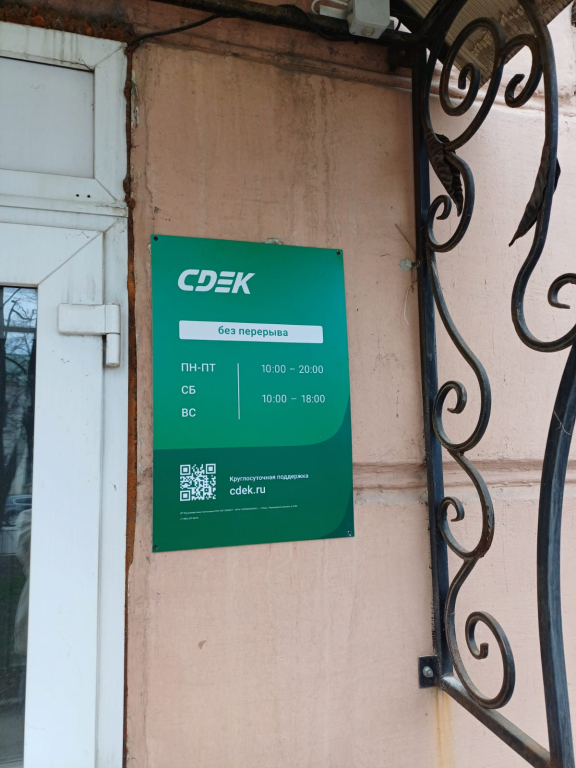 CDEK
без перерыва
ПН-ПТ 10:00 – 20:00
СБ
10:00 – 18:00
ВС
Круглосуточная поддержка
cdek.ru